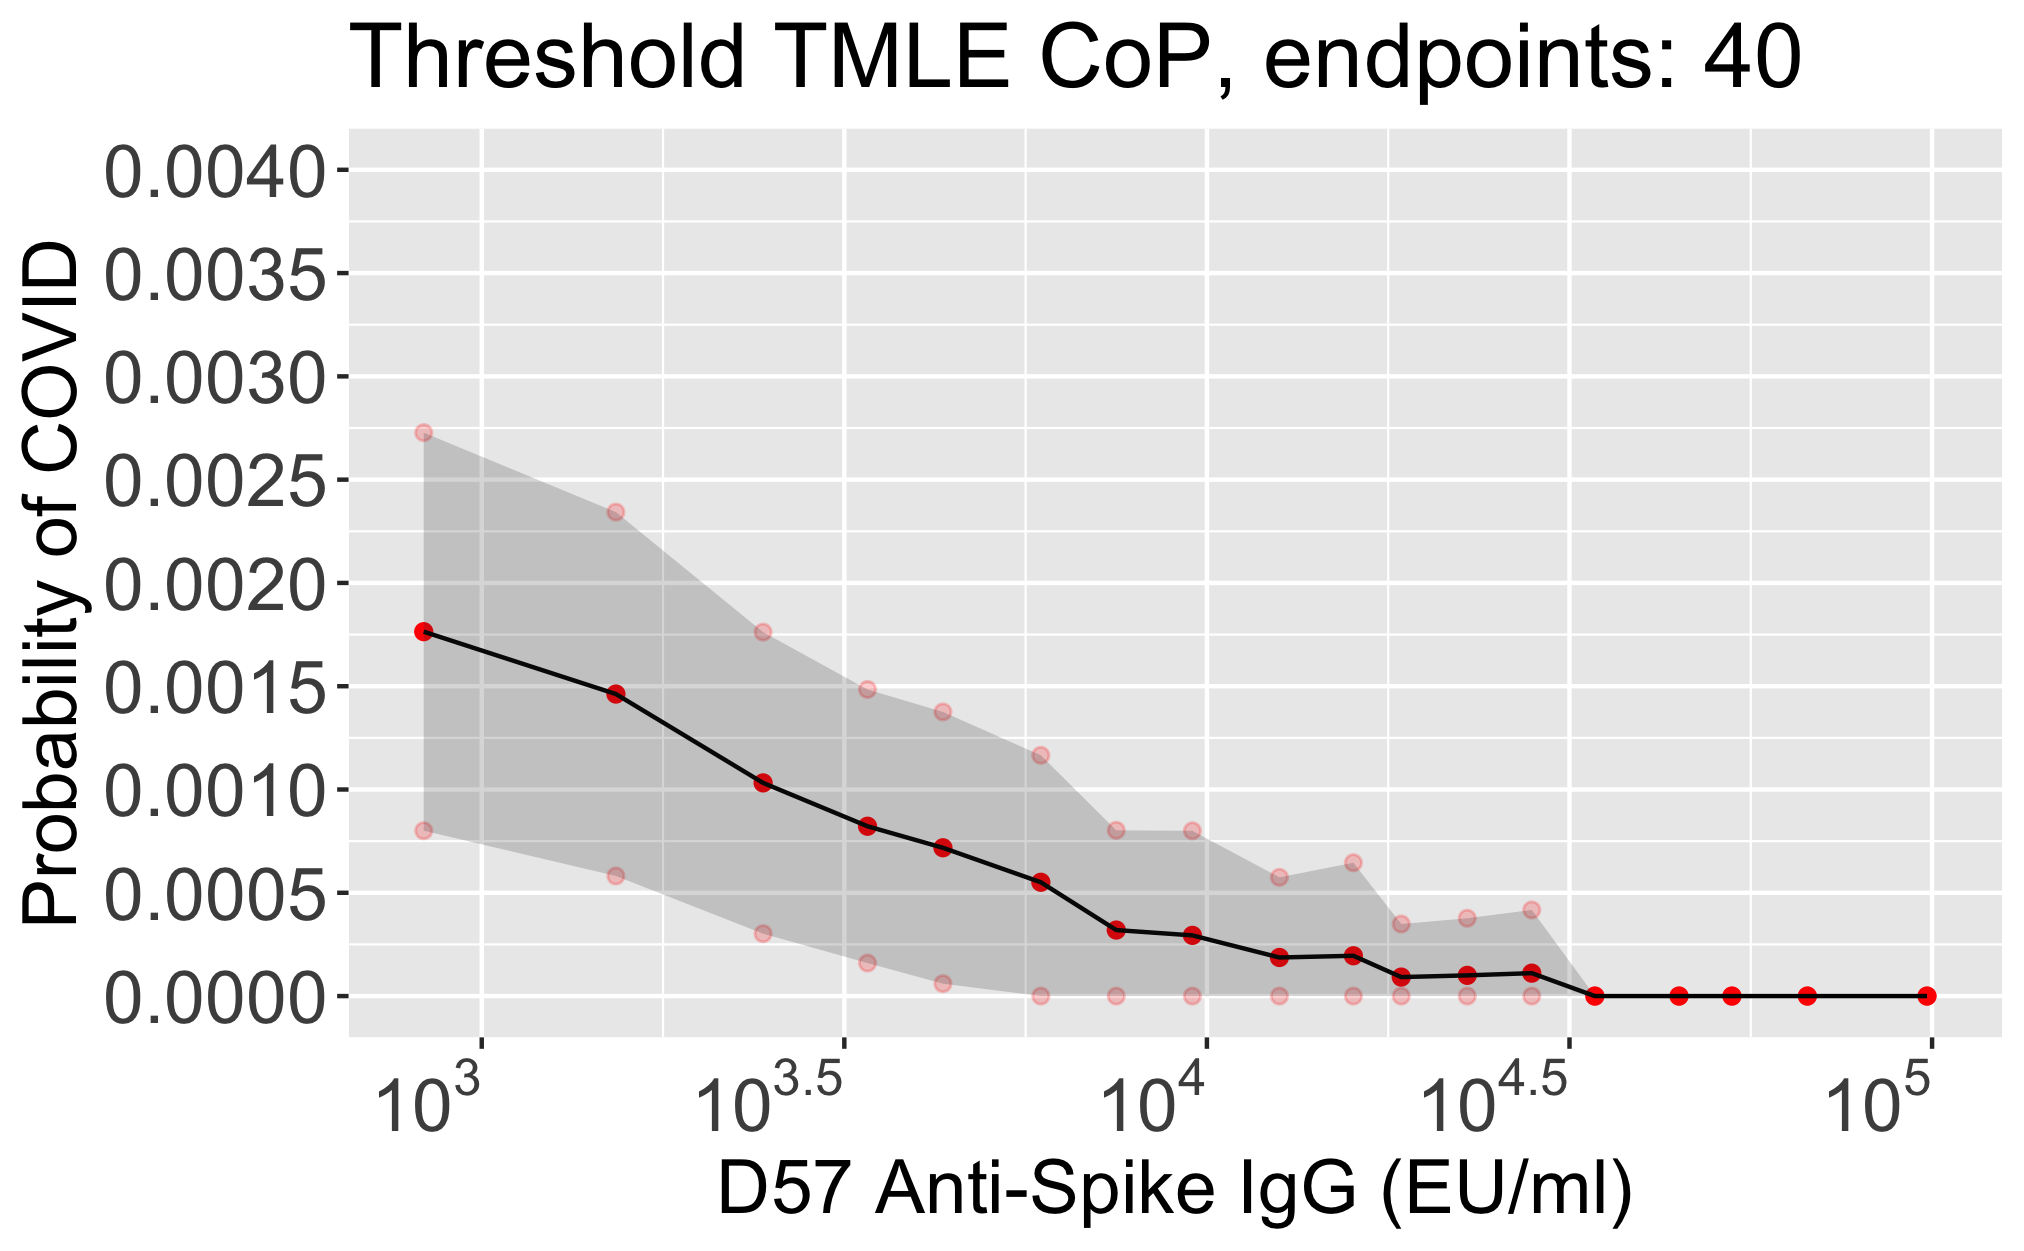 Threshold TMLE CoP, endpoints: 40
Probability of COVID
0.0040
0.0035
0.0030
0.0025
0.0020
0.0015
0.0010
0.0005
0.0000
10³ 10³·⁵ 10⁴ 10⁴·⁵ 10⁵
D57 Anti-Spike IgG (EU/ml)